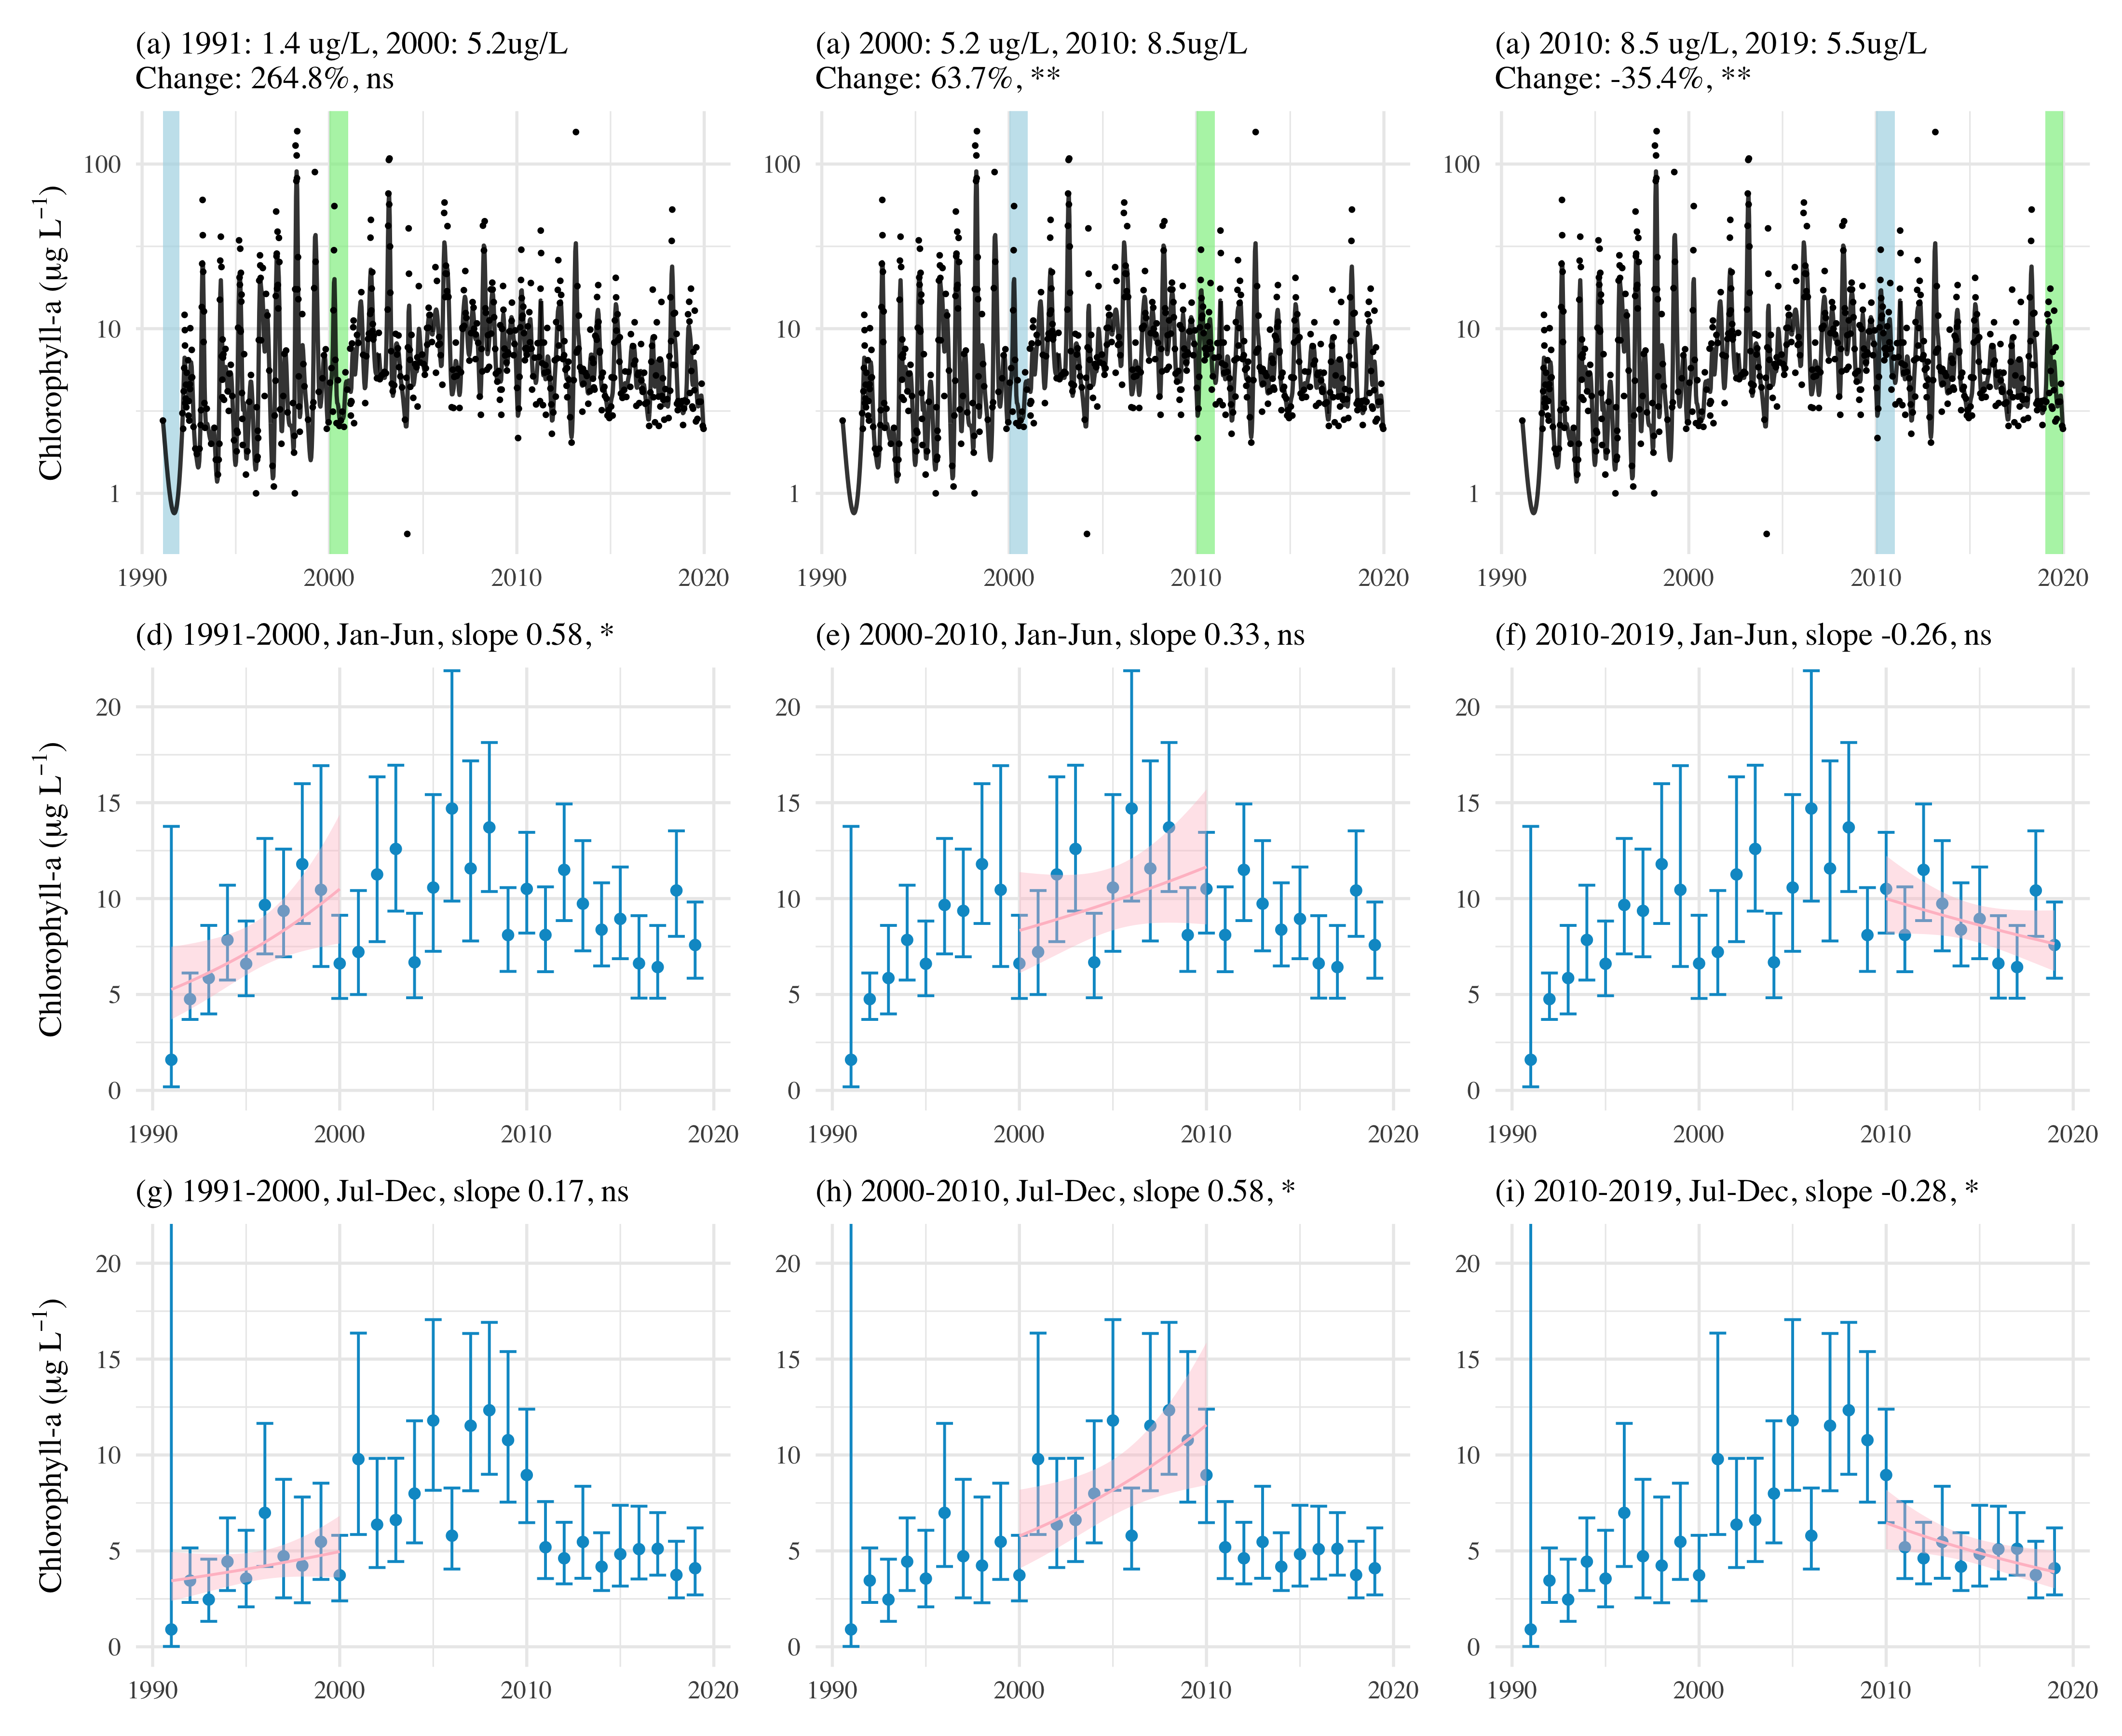 (a) 1991: 1.4 ug/L, 2000: 5.2ug/L
Change: 264.8%, ns
(a) 2000: 5.2 ug/L, 2010: 8.5ug/L
Change: 63.7%, **
(a) 2010: 8.5 ug/L, 2019: 5.5ug/L
Change: -35.4%, **
Chlorophyll-a (µg L⁻¹)
100
10
1
1990 2000 2010 2020
100
10
1
1990 2000 2010 2020
100
10
1
1990 2000 2010 2020
(d) 1991-2000, Jan-Jun, slope 0.58, *
(e) 2000-2010, Jan-Jun, slope 0.33, ns
(f) 2010-2019, Jan-Jun, slope -0.26, ns
Chlorophyll-a (µg L⁻¹)
20
15
10
5
0
1990 2000 2010 2020
20
15
10
5
0
1990 2000 2010 2020
20
15
10
5
0
1990 2000 2010 2020
(g) 1991-2000, Jul-Dec, slope 0.17, ns
(h) 2000-2010, Jul-Dec, slope 0.58, *
(i) 2010-2019, Jul-Dec, slope -0.28, *
Chlorophyll-a (µg L⁻¹)
20
15
10
5
0
1990 2000 2010 2020
20
15
10
5
0
1990 2000 2010 2020
20
15
10
5
0
1990 2000 2010 2020